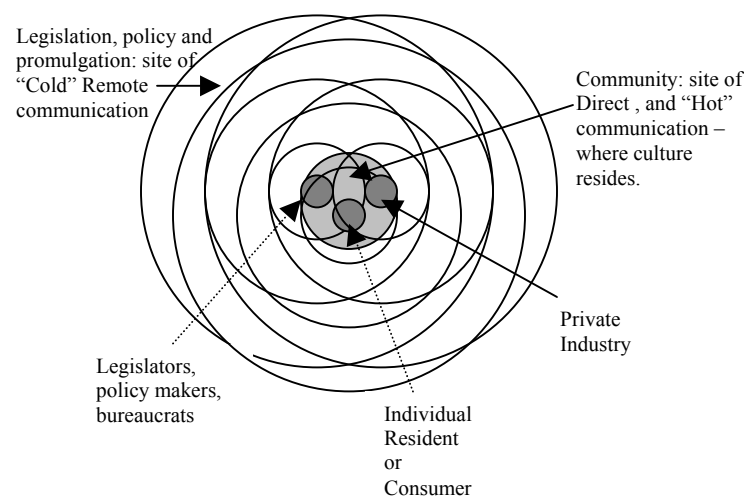 Legislation, policy and
promulgation: site of
“Cold” Remote
communication
Community: site of
Direct , and “Hot”
communication –
where culture
resides.
Private
Industry
Legislators,
policy makers,
bureaucrats
Individual
Resident
or
Consumer